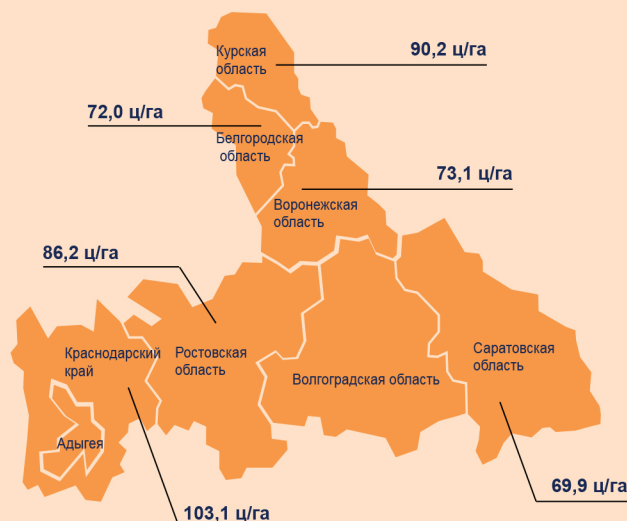 Курская
область
90,2 ц/га
72,0 ц/га
Белгородская
область
73,1 ц/га
Воронежская
область
86,2 ц/га
Краснодарский
край
Ростовская
область
Волгоградская область
Саратовская
область
Адыгея
69,9 ц/га
103,1 ц/га